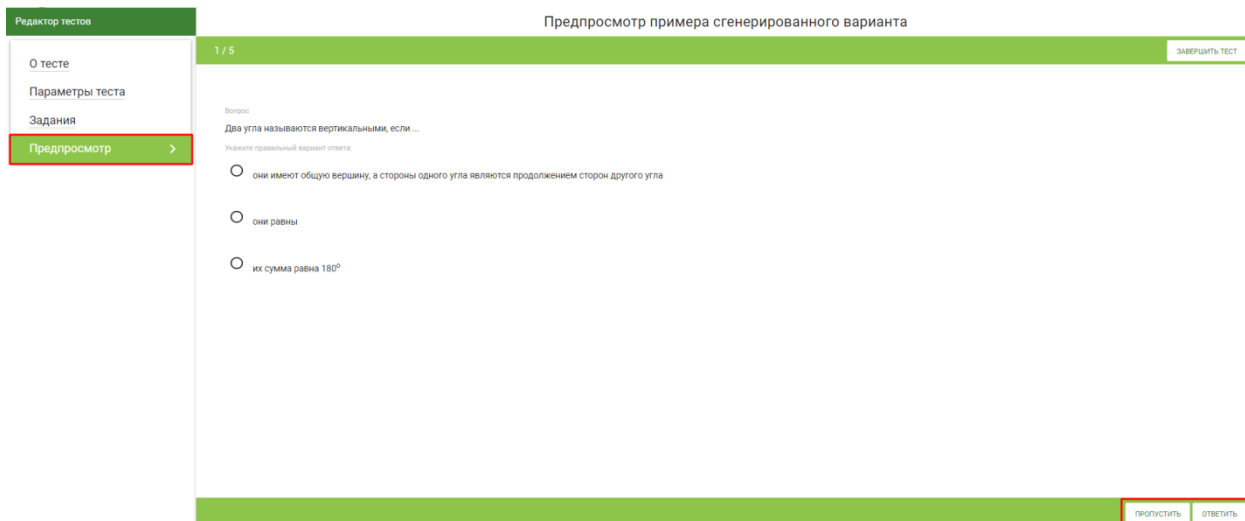 Редактор тестов
Предпросмотр примера сгенерированного варианта
1 / 5
ЗАВЕРШИТЬ ТЕСТ
О тесте
Параметры теста
Задания
Предпросмотр
Вопрос
Два угла называются вертикальными, если ...
Укажите правильный вариант ответа:
они имеют общую вершину, а стороны одного угла являются продолжением сторон другого угла
они равны
их сумма равна 180⁰
ПРОПУСТИТЬ ОТВЕТИТЬ